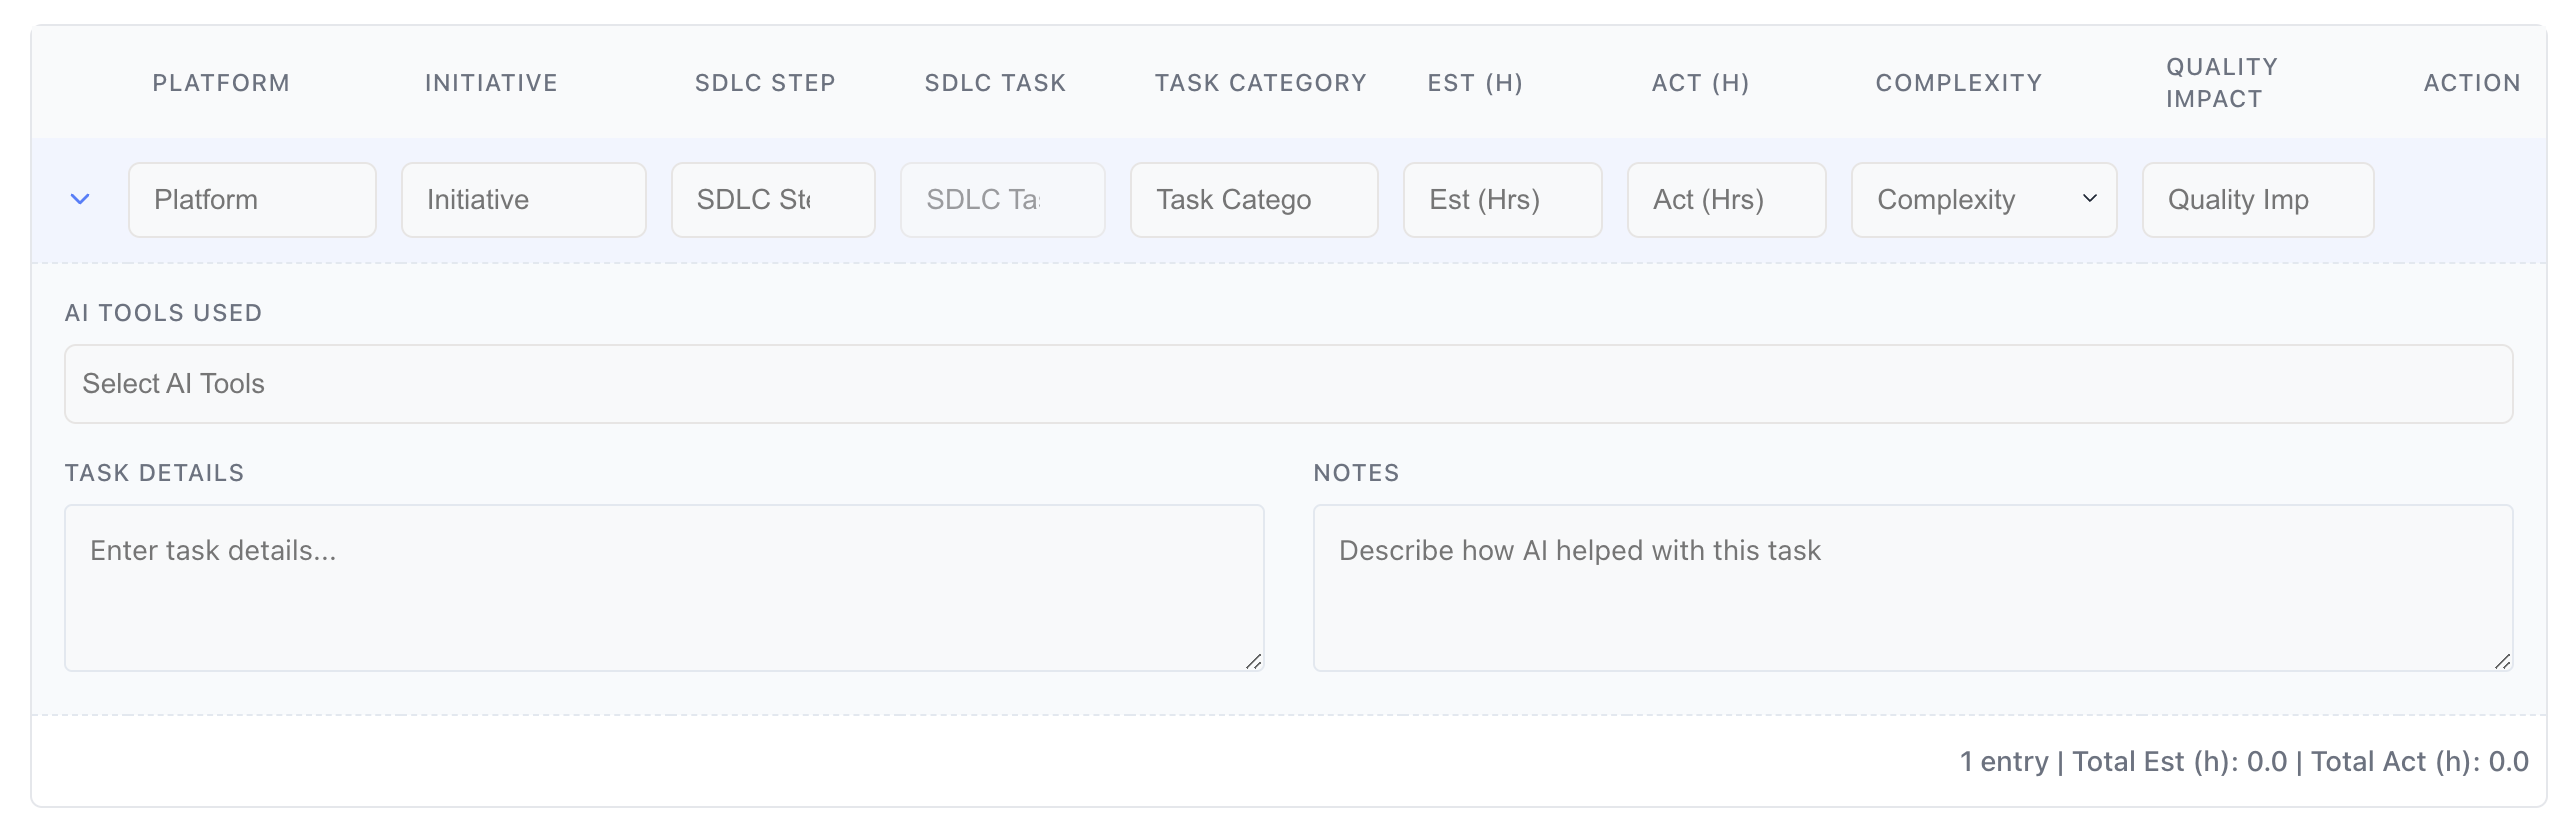 PLATFORM INITIATIVE SDLC STEP SDLC TASK TASK CATEGORY EST (H) ACT (H) COMPLEXITY QUALITY IMPACT ACTION
Platform Initiative SDLC Ste SDLC Ta Task Catego Est (Hrs) Act (Hrs) Complexity Quality Imp
AI TOOLS USED
Select AI Tools
TASK DETAILS NOTES
Enter task details... Describe how AI helped with this task
1 entry | Total Est (h): 0.0 | Total Act (h): 0.0